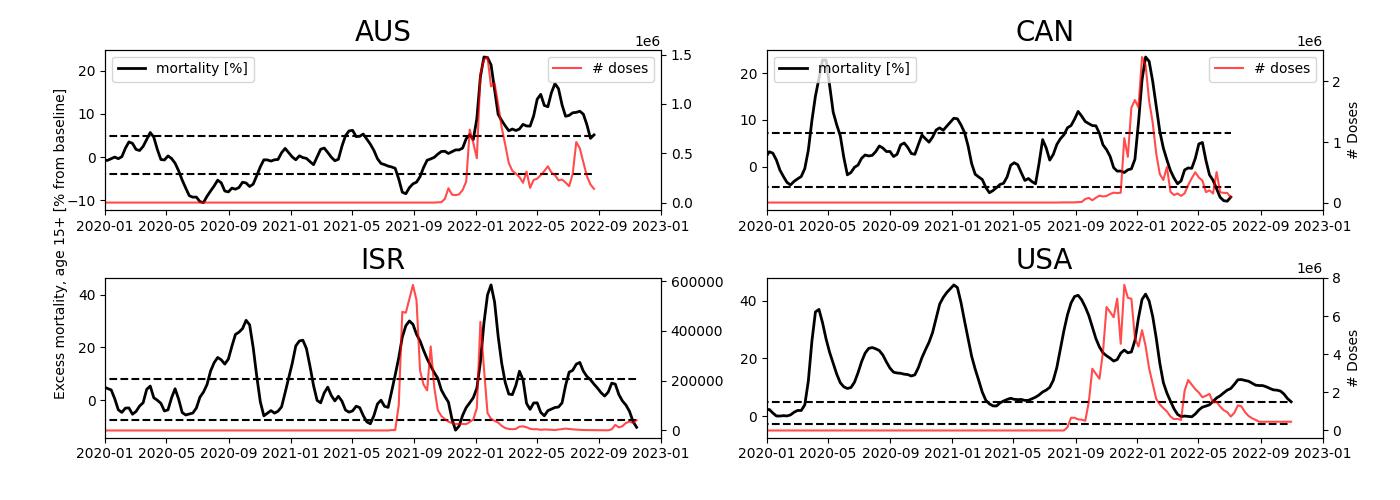 AUS
1e6
mortality [%]
# doses
20
10
0
−10
1.5
1.0
0.5
0.0
2020-01 2020-05 2020-09 2021-01 2021-05 2021-09 2022-01 2022-05 2022-09 2023-01
CAN
1e6
mortality [%]
# doses
20
10
0
2
1
0
# Doses
2020-01 2020-05 2020-09 2021-01 2021-05 2021-09 2022-01 2022-05 2022-09 2023-01
Excess mortality, age 15+ [% from baseline]
ISR
40
20
0
600000
400000
200000
0
2020-01 2020-05 2020-09 2021-01 2021-05 2021-09 2022-01 2022-05 2022-09 2023-01
USA
1e6
40
20
0
8
6
4
2
0
# Doses
2020-01 2020-05 2020-09 2021-01 2021-05 2021-09 2022-01 2022-05 2022-09 2023-01